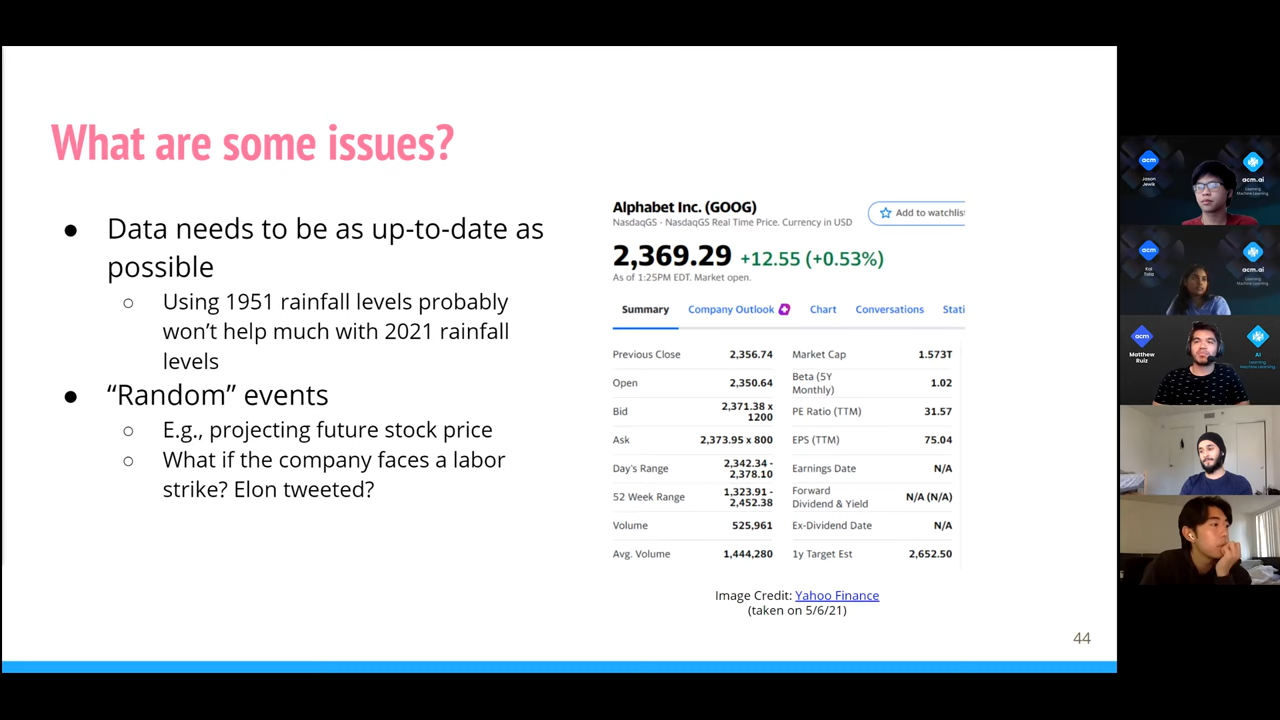 What are some issues?
● Data needs to be as up-to-date as
possible
○ Using 1951 rainfall levels probably
won’t help much with 2021 rainfall
levels
● “Random” events
○ E.g., projecting future stock price
○ What if the company faces a labor
strike? Elon tweeted?
Alphabet Inc. (GOOG)
NasdaqGS - NasdaqGS Real Time Price. Currency in USD
Add to watchlist
2,369.29 +12.55 (+0.53%)
As of 1:25PM EDT. Market open.
Summary Company Outlook Chart Conversations Stati
Previous Close 2,356.74
Open 2,350.64
Bid 2,371.38 x
1200
Ask 2,373.95 x 800
Day's Range 2,342.34 -
2,378.10
52 Week Range 1,323.91 -
2,452.38
Volume 525,961
Avg. Volume 1,444,280
Market Cap 1.573T
Beta (5Y
Monthly) 1.02
PE Ratio (TTM) 31.57
EPS (TTM) 75.04
Earnings Date N/A
Forward
Dividend & Yield N/A (N/A)
Ex-Dividend Date N/A
1y Target Est 2,652.50
Image Credit: Yahoo Finance
(taken on 5/6/21)
44
acm
Jason
Jewik
acm.ai
Learning
Machine Learning.
acm
acm.ai
Learning
Machine Learning.
acm
Matthew
Ruiz
AI
Learning
Machine Learning.